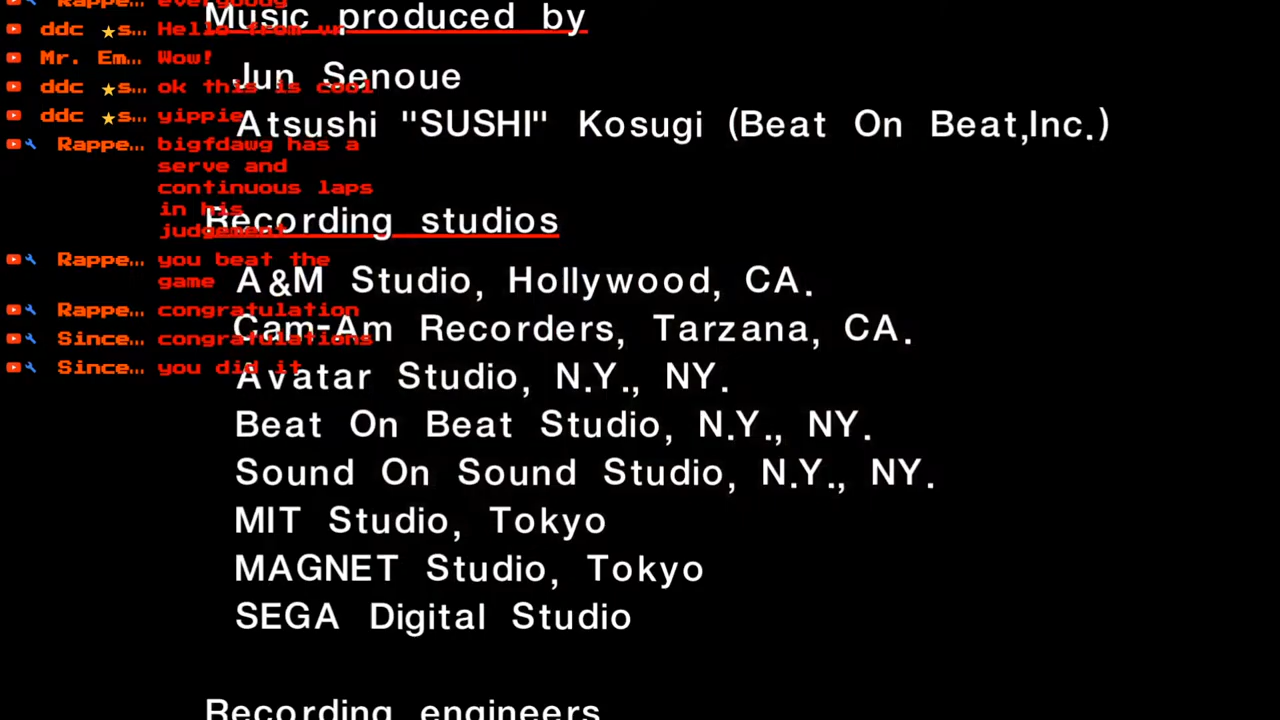 everygoody
ddc ⭐s... Hello from vr
Mr. Em... Wow!
ddc ⭐s... ok this is cool
ddc ⭐s... yippie
Rappe... bigfdawg has a
serve and
continuous laps
in his
judgement
Rappe... you beat the
game
Rappe... congratulation
Since... congratulations
Since... you did it
Music produced by
Jun Senoue
Atsushi "SUSHI" Kosugi (Beat On Beat,Inc.)
Recording studios
A&M Studio, Hollywood, CA.
Cam-Am Recorders, Tarzana, CA.
Avatar Studio, N.Y., NY.
Beat On Beat Studio, N.Y., NY.
Sound On Sound Studio, N.Y., NY.
MIT Studio, Tokyo
MAGNET Studio, Tokyo
SEGA Digital Studio
Recording engineers